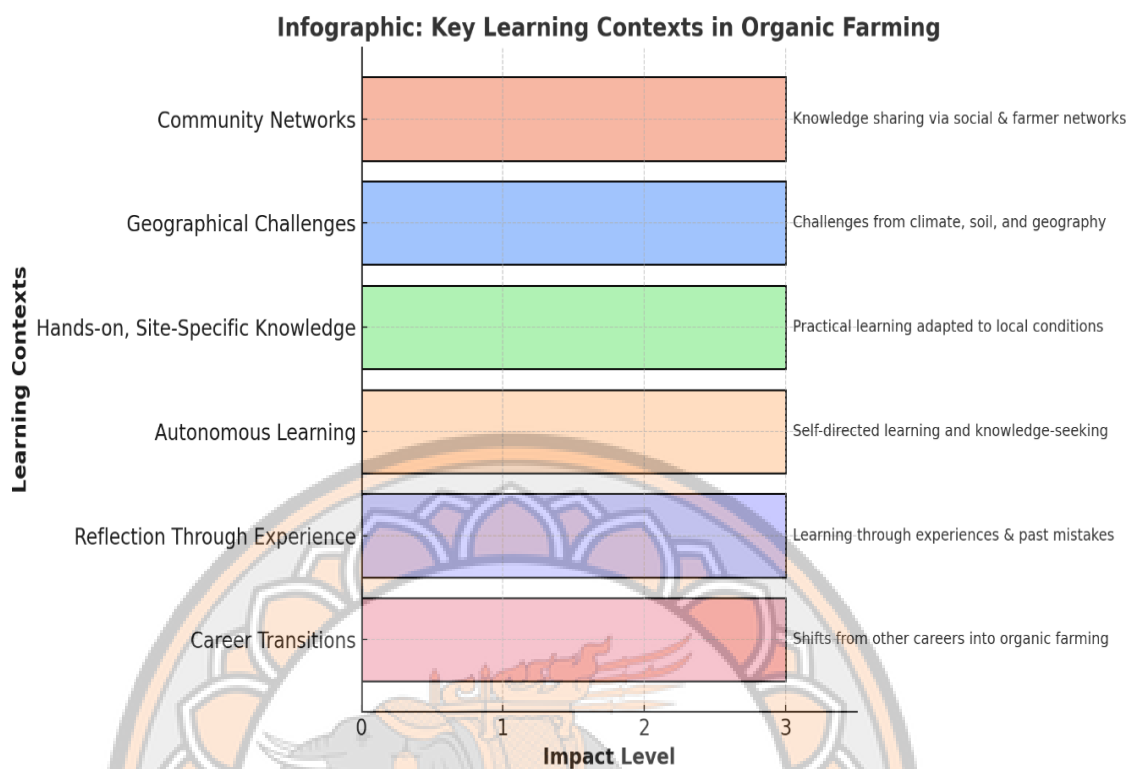 Infographic: Key Learning Contexts in Organic Farming
Learning Contexts
Community Networks
Knowledge sharing via social & farmer networks
Geographical Challenges
Challenges from climate, soil, and geography
Hands-on, Site-Specific Knowledge
Practical learning adapted to local conditions
Autonomous Learning
Self-directed learning and knowledge-seeking
Reflection Through Experience
Learning through experiences & past mistakes
Career Transitions
Shifts from other careers into organic farming
0 1 2 3
Impact Level